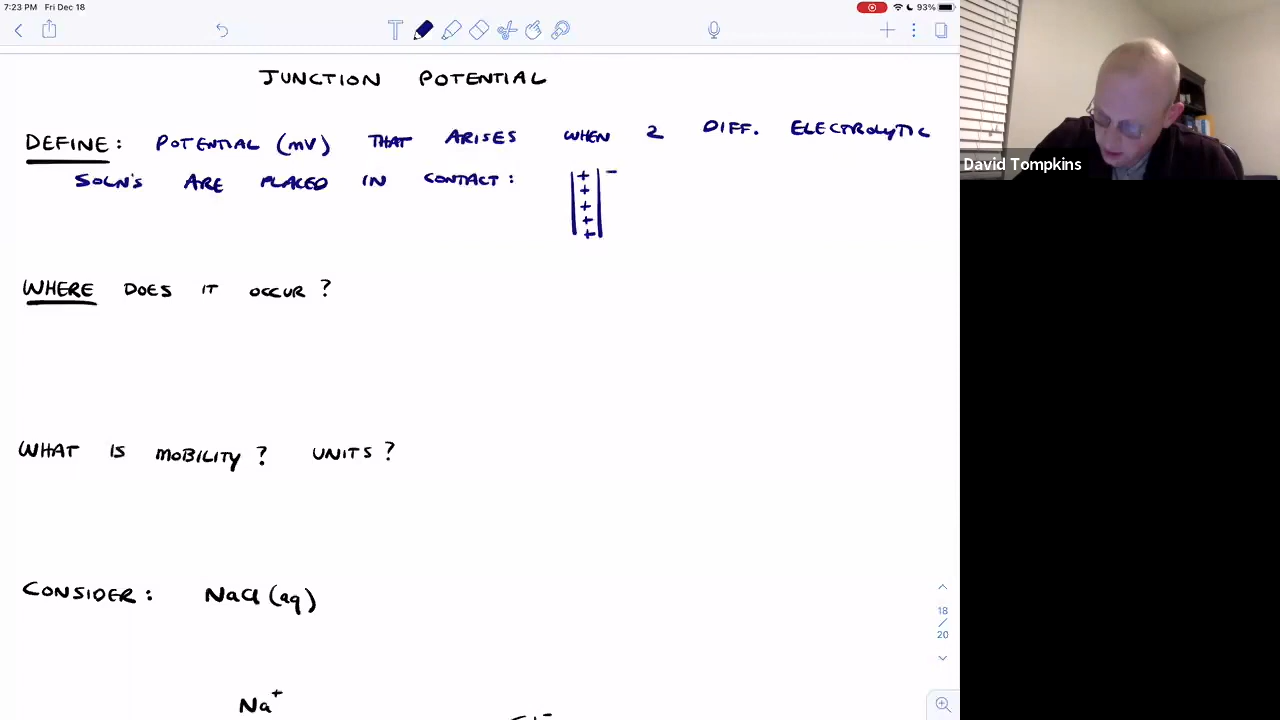 7:23 PM Fri Dec 18
93%
JUNCTION POTENTIAL
DEFINE: POTENTIAL (mV) THAT ARISES WHEN 2 DIFF. ELECTROLYTIC
SOLN'S ARE PLACED IN CONTACT:
+ −
+
+
+
+
WHERE DOES IT OCCUR?
WHAT IS MOBILITY? UNITS?
CONSIDER: NaCl (aq)
18
/
20
Na+
David Tompkins